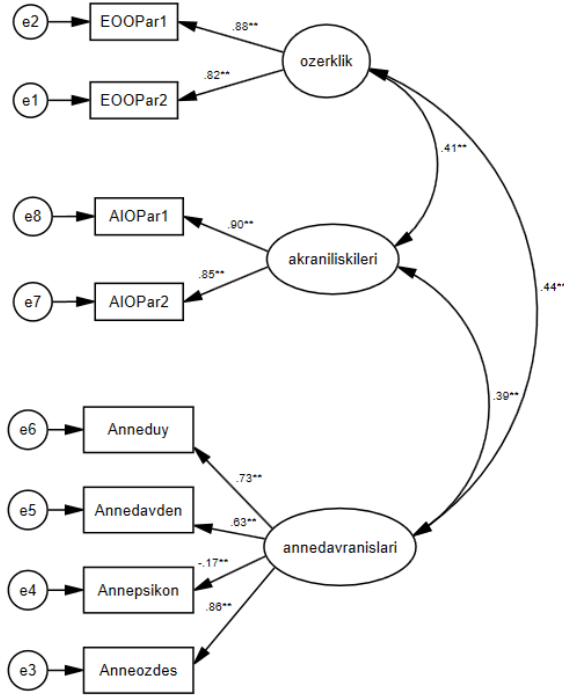 e2
EOOPar1
.88**
ozerklik
e1
EOOPar2
.82**
.41**
e8
AIOPar1
.90**
akraniliskileri
e7
AIOPar2
.85**
.44**
.39**
e6
Anneduy
.73**
e5
Annedavden
.63**
annedavranislari
e4
Annepsikon
-.17**
.86**
e3
Anneozdes